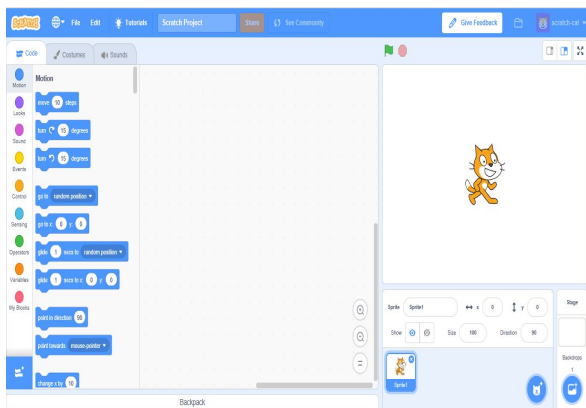 SCRATCH File Edit Tutorials Scratch Project Share See Community Give Feedback scratch-cat
Code Costumes Sounds
Motion
Looks
Sound
Events
Control
Sensing
Operators
Variables
My Blocks
Motion
move 10 steps
turn 15 degrees
turn 15 degrees
go to random position
go to x: 0 y: 0
glide 1 secs to random position
glide 1 secs to x: 0 y: 0
point in direction 90
point towards mouse-pointer
change x by 10
Backpack
Sprite Sprite1 x 0 y 0
Show Size 100 Direction 90
Sprite1
Stage
Backdrops
1